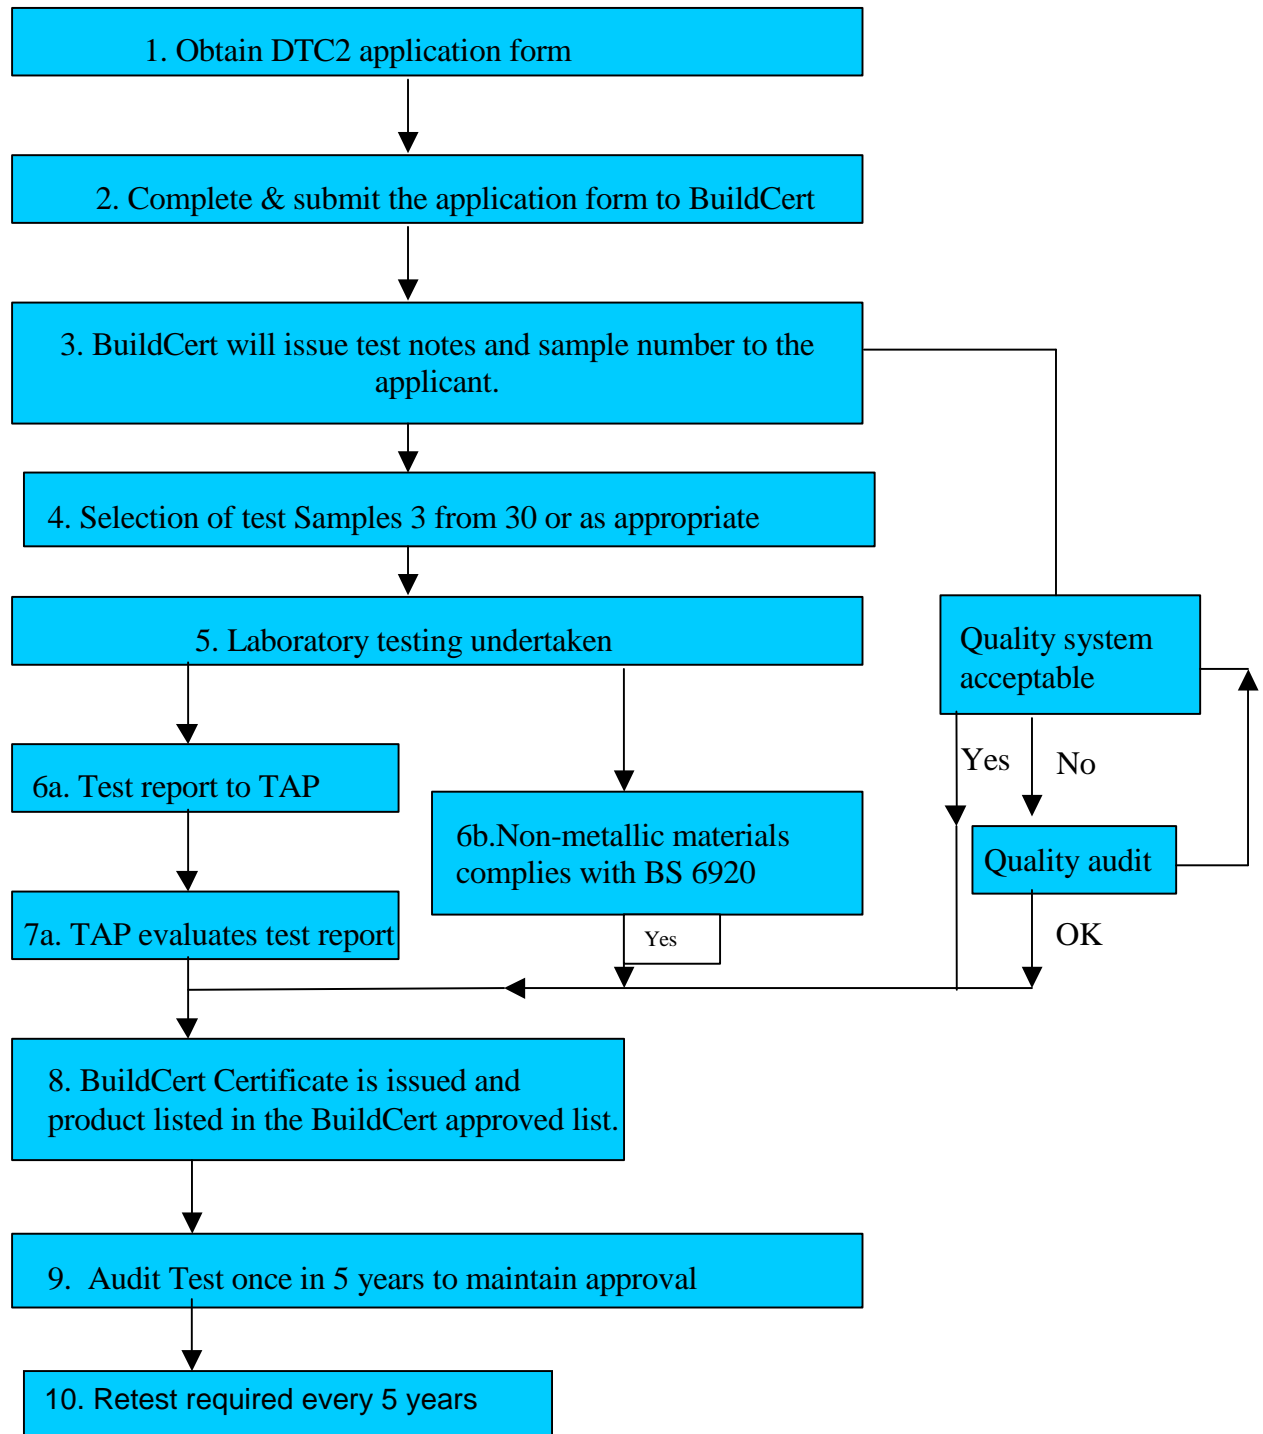 1. Obtain DTC2 application form
2. Complete & submit the application form to BuildCert
3. BuildCert will issue test notes and sample number to the
applicant.
4. Selection of test Samples 3 from 30 or as appropriate
5. Laboratory testing undertaken
Quality system
acceptable
Yes
No
6a. Test report to TAP
6b.Non-metallic materials
complies with BS 6920
Quality audit
7a. TAP evaluates test report
Yes
OK
8. BuildCert Certificate is issued and
product listed in the BuildCert approved list.
9. Audit Test once in 5 years to maintain approval
10. Retest required every 5 years